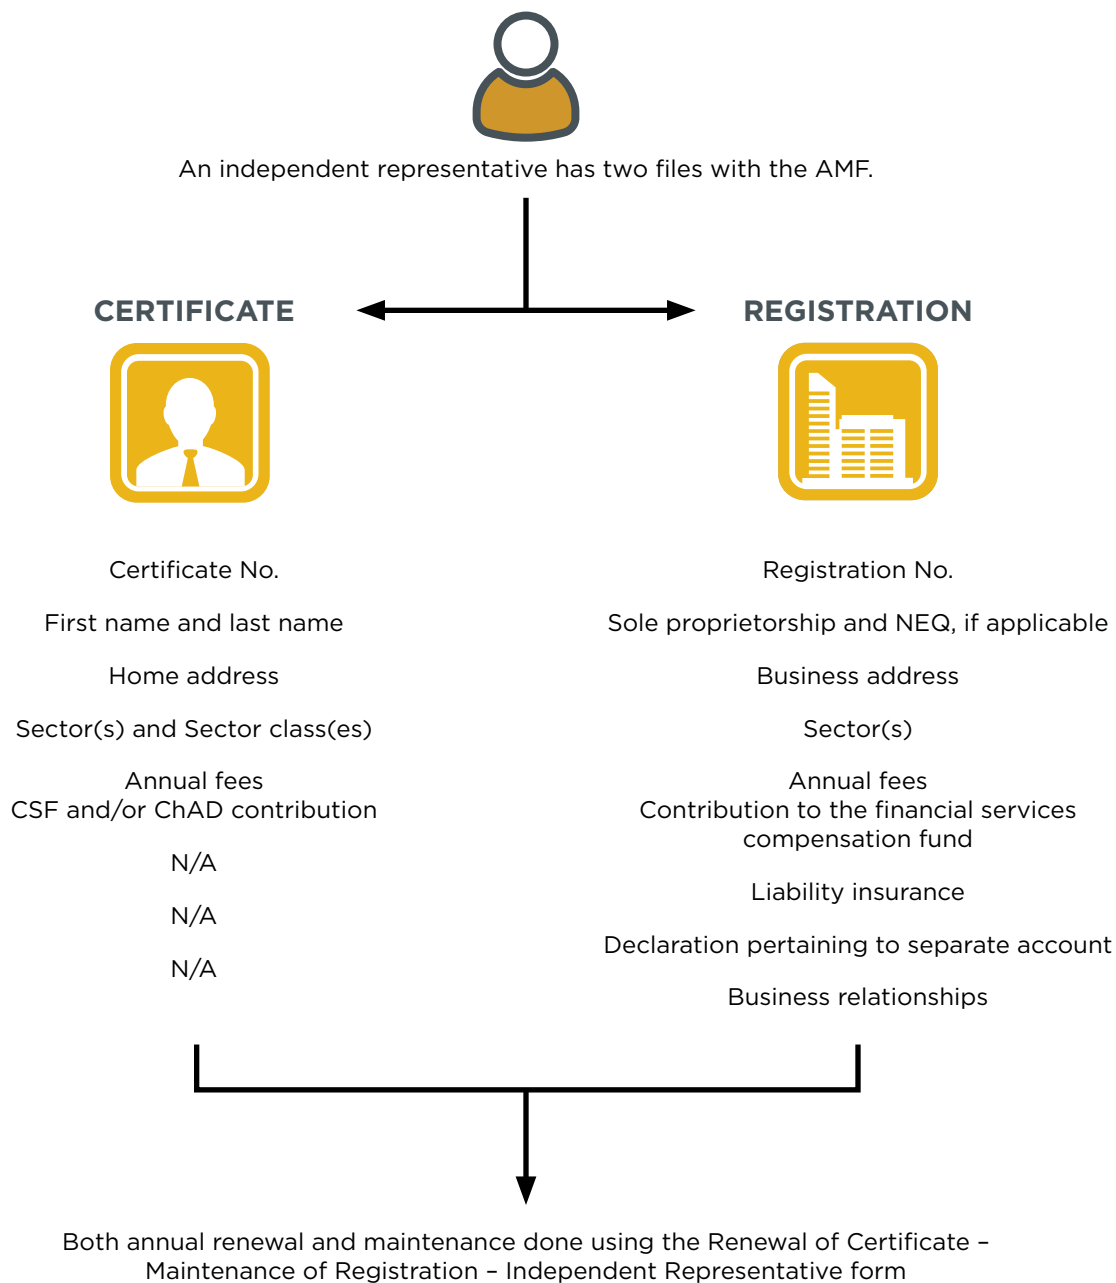 An independent representative has two files with the AMF.
CERTIFICATE
REGISTRATION
Certificate No.
First name and last name
Home address
Sector(s) and Sector class(es)
Annual fees
CSF and/or ChAD contribution
N/A
N/A
N/A
Registration No.
Sole proprietorship and NEQ, if applicable
Business address
Sector(s)
Annual fees
Contribution to the financial services
compensation fund
Liability insurance
Declaration pertaining to separate account
Business relationships
Both annual renewal and maintenance done using the Renewal of Certificate –
Maintenance of Registration – Independent Representative form